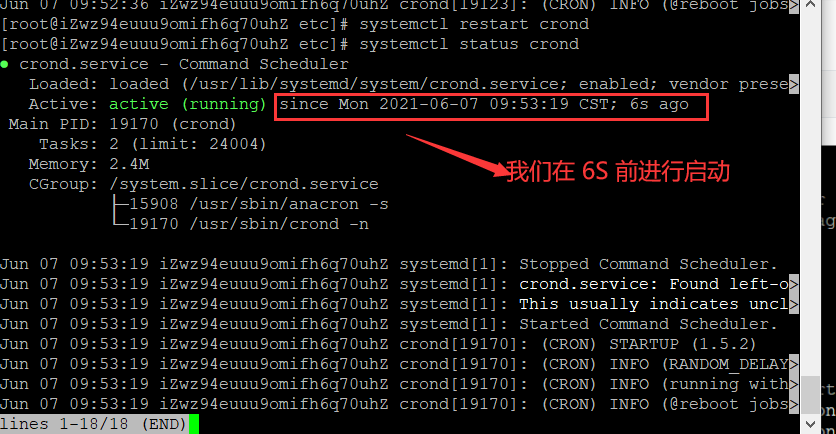 Jun 07 09:52:36 iZwz94euuu9omifh6q70uhZ crond[19123]: (CRON) INFO (@reboot jobs>
[root@iZwz94euuu9omifh6q70uhZ etc]# systemctl restart crond
[root@iZwz94euuu9omifh6q70uhZ etc]# systemctl status crond
● crond.service - Command Scheduler
Loaded: loaded (/usr/lib/systemd/system/crond.service; enabled; vendor prese>
Active: active (running) since Mon 2021-06-07 09:53:19 CST; 6s ago
Main PID: 19170 (crond)
我们在 6S 前进行启动
Tasks: 2 (limit: 24004)
Memory: 2.4M
CGroup: /system.slice/crond.service
├─15908 /usr/sbin/anacron -s
└─19170 /usr/sbin/crond -n
Jun 07 09:53:19 iZwz94euuu9omifh6q70uhZ systemd[1]: Stopped Command Scheduler.
Jun 07 09:53:19 iZwz94euuu9omifh6q70uhZ systemd[1]: crond.service: Found left-o>
Jun 07 09:53:19 iZwz94euuu9omifh6q70uhZ systemd[1]: This usually indicates uncl>
Jun 07 09:53:19 iZwz94euuu9omifh6q70uhZ systemd[1]: Started Command Scheduler.
Jun 07 09:53:19 iZwz94euuu9omifh6q70uhZ crond[19170]: (CRON) STARTUP (1.5.2)
Jun 07 09:53:19 iZwz94euuu9omifh6q70uhZ crond[19170]: (CRON) INFO (RANDOM_DELAY>
Jun 07 09:53:19 iZwz94euuu9omifh6q70uhZ crond[19170]: (CRON) INFO (running with>
Jun 07 09:53:19 iZwz94euuu9omifh6q70uhZ crond[19170]: (CRON) INFO (@reboot jobs>
lines 1-18/18 (END)